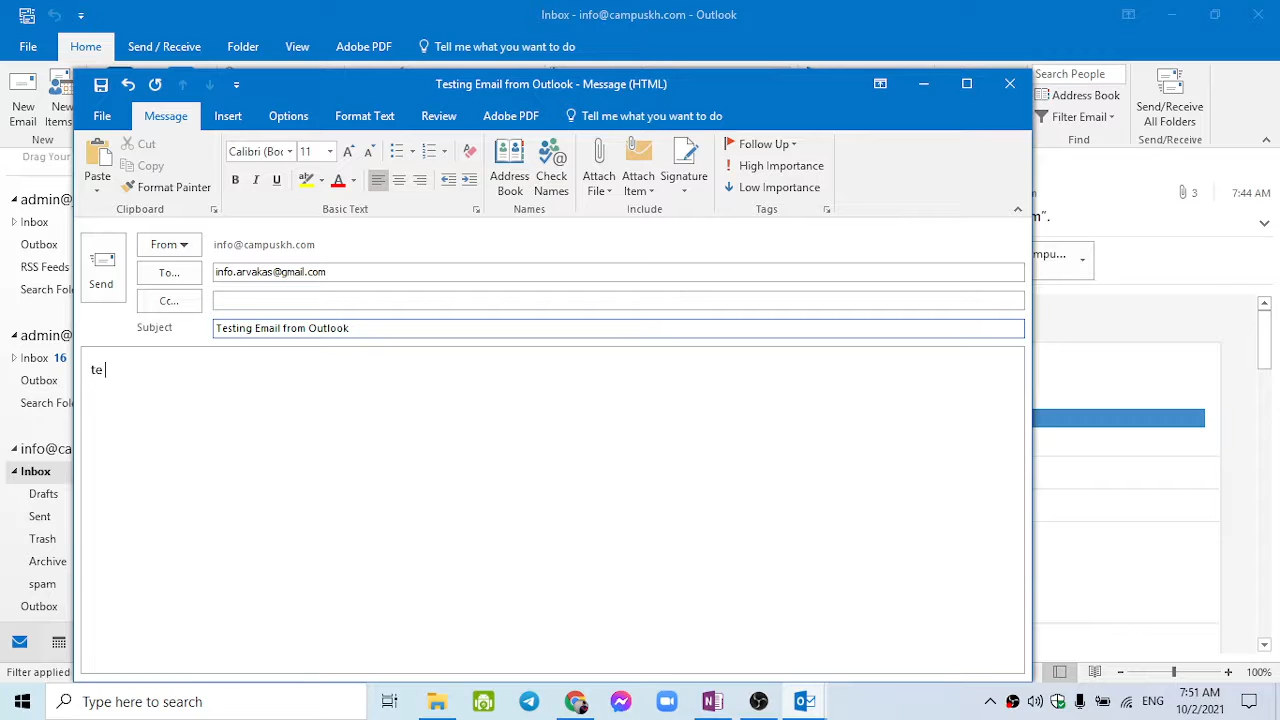 Inbox - info@campuskh.com - Outlook
File Home Send / Receive Folder View Adobe PDF Tell me what you want to do
New Email
New Items
New
Search People
Address Book
Filter Email
Find
Send/Receive All Folders
Send/Receive
Drag Your
admin@
Inbox
Outbox
RSS Feeds
Search Fol
admin@
Inbox 16
Outbox
Search Fol
info@ca
Inbox
Drafts
Sent
Trash
Archive
spam
Outbox
Filter applied
Testing Email from Outlook - Message (HTML)
File Message Insert Options Format Text Review Adobe PDF Tell me what you want to do
Paste
Cut
Copy
Format Painter
Clipboard
Calibri (Boc 11
B I U A
Basic Text
Address Book
Check Names
Names
Attach File
Attach Item
Signature
Include
Follow Up
High Importance
Low Importance
Tags
Send
From info@campuskh.com
To... info.arvakas@gmail.com
Cc...
Subject Testing Email from Outlook
te
m 3 7:44 AM
m".
mpu...
100%
Type here to search
ENG
7:51 AM
10/2/2021